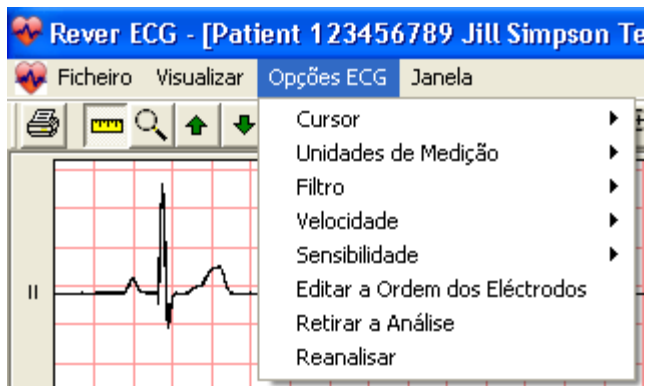 Rever ECG - [Patient 123456789 Jill Simpson Te
Ficheiro Visualizar Opções ECG Janela
Cursor
Unidades de Medição
Filtro
Velocidade
Sensibilidade
II
Editar a Ordem dos Eléctrodos
Retirar a Análise
Reanalisar